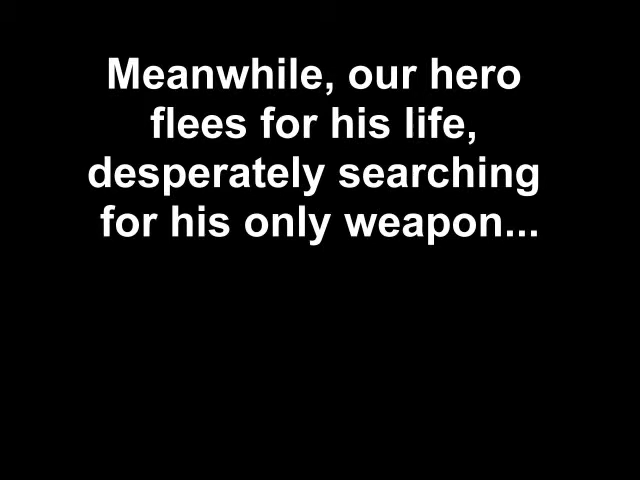 Meanwhile, our hero
flees for his life,
desperately searching
for his only weapon...